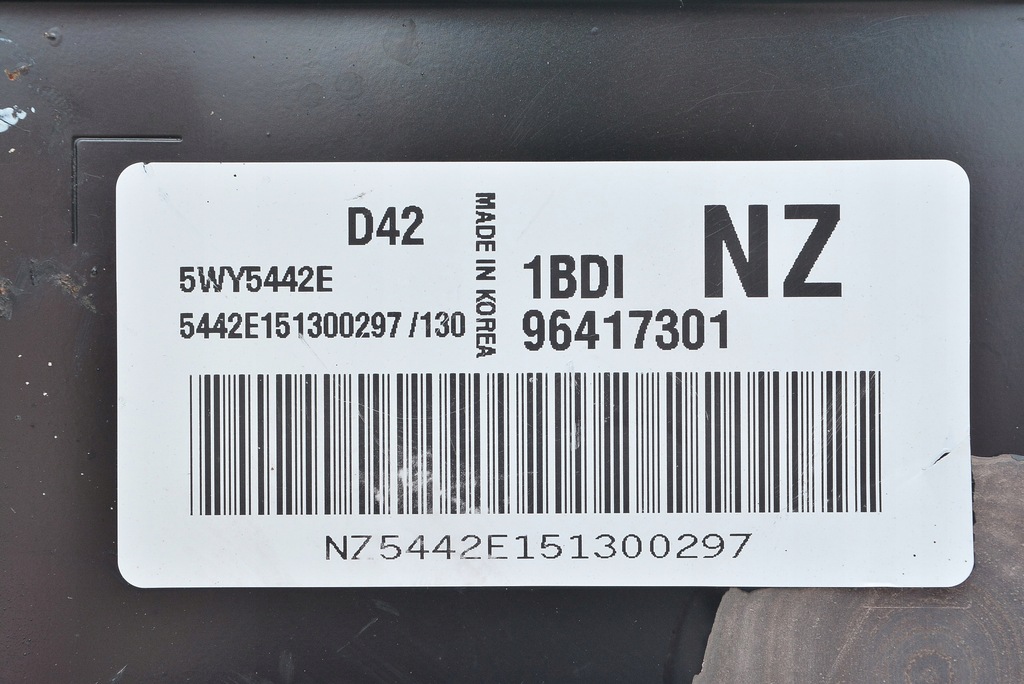 D42
5WY5442E
5442E151300297 /130
MADE IN KOREA
NZ
1BDI
96417301
NZ5442E151300297